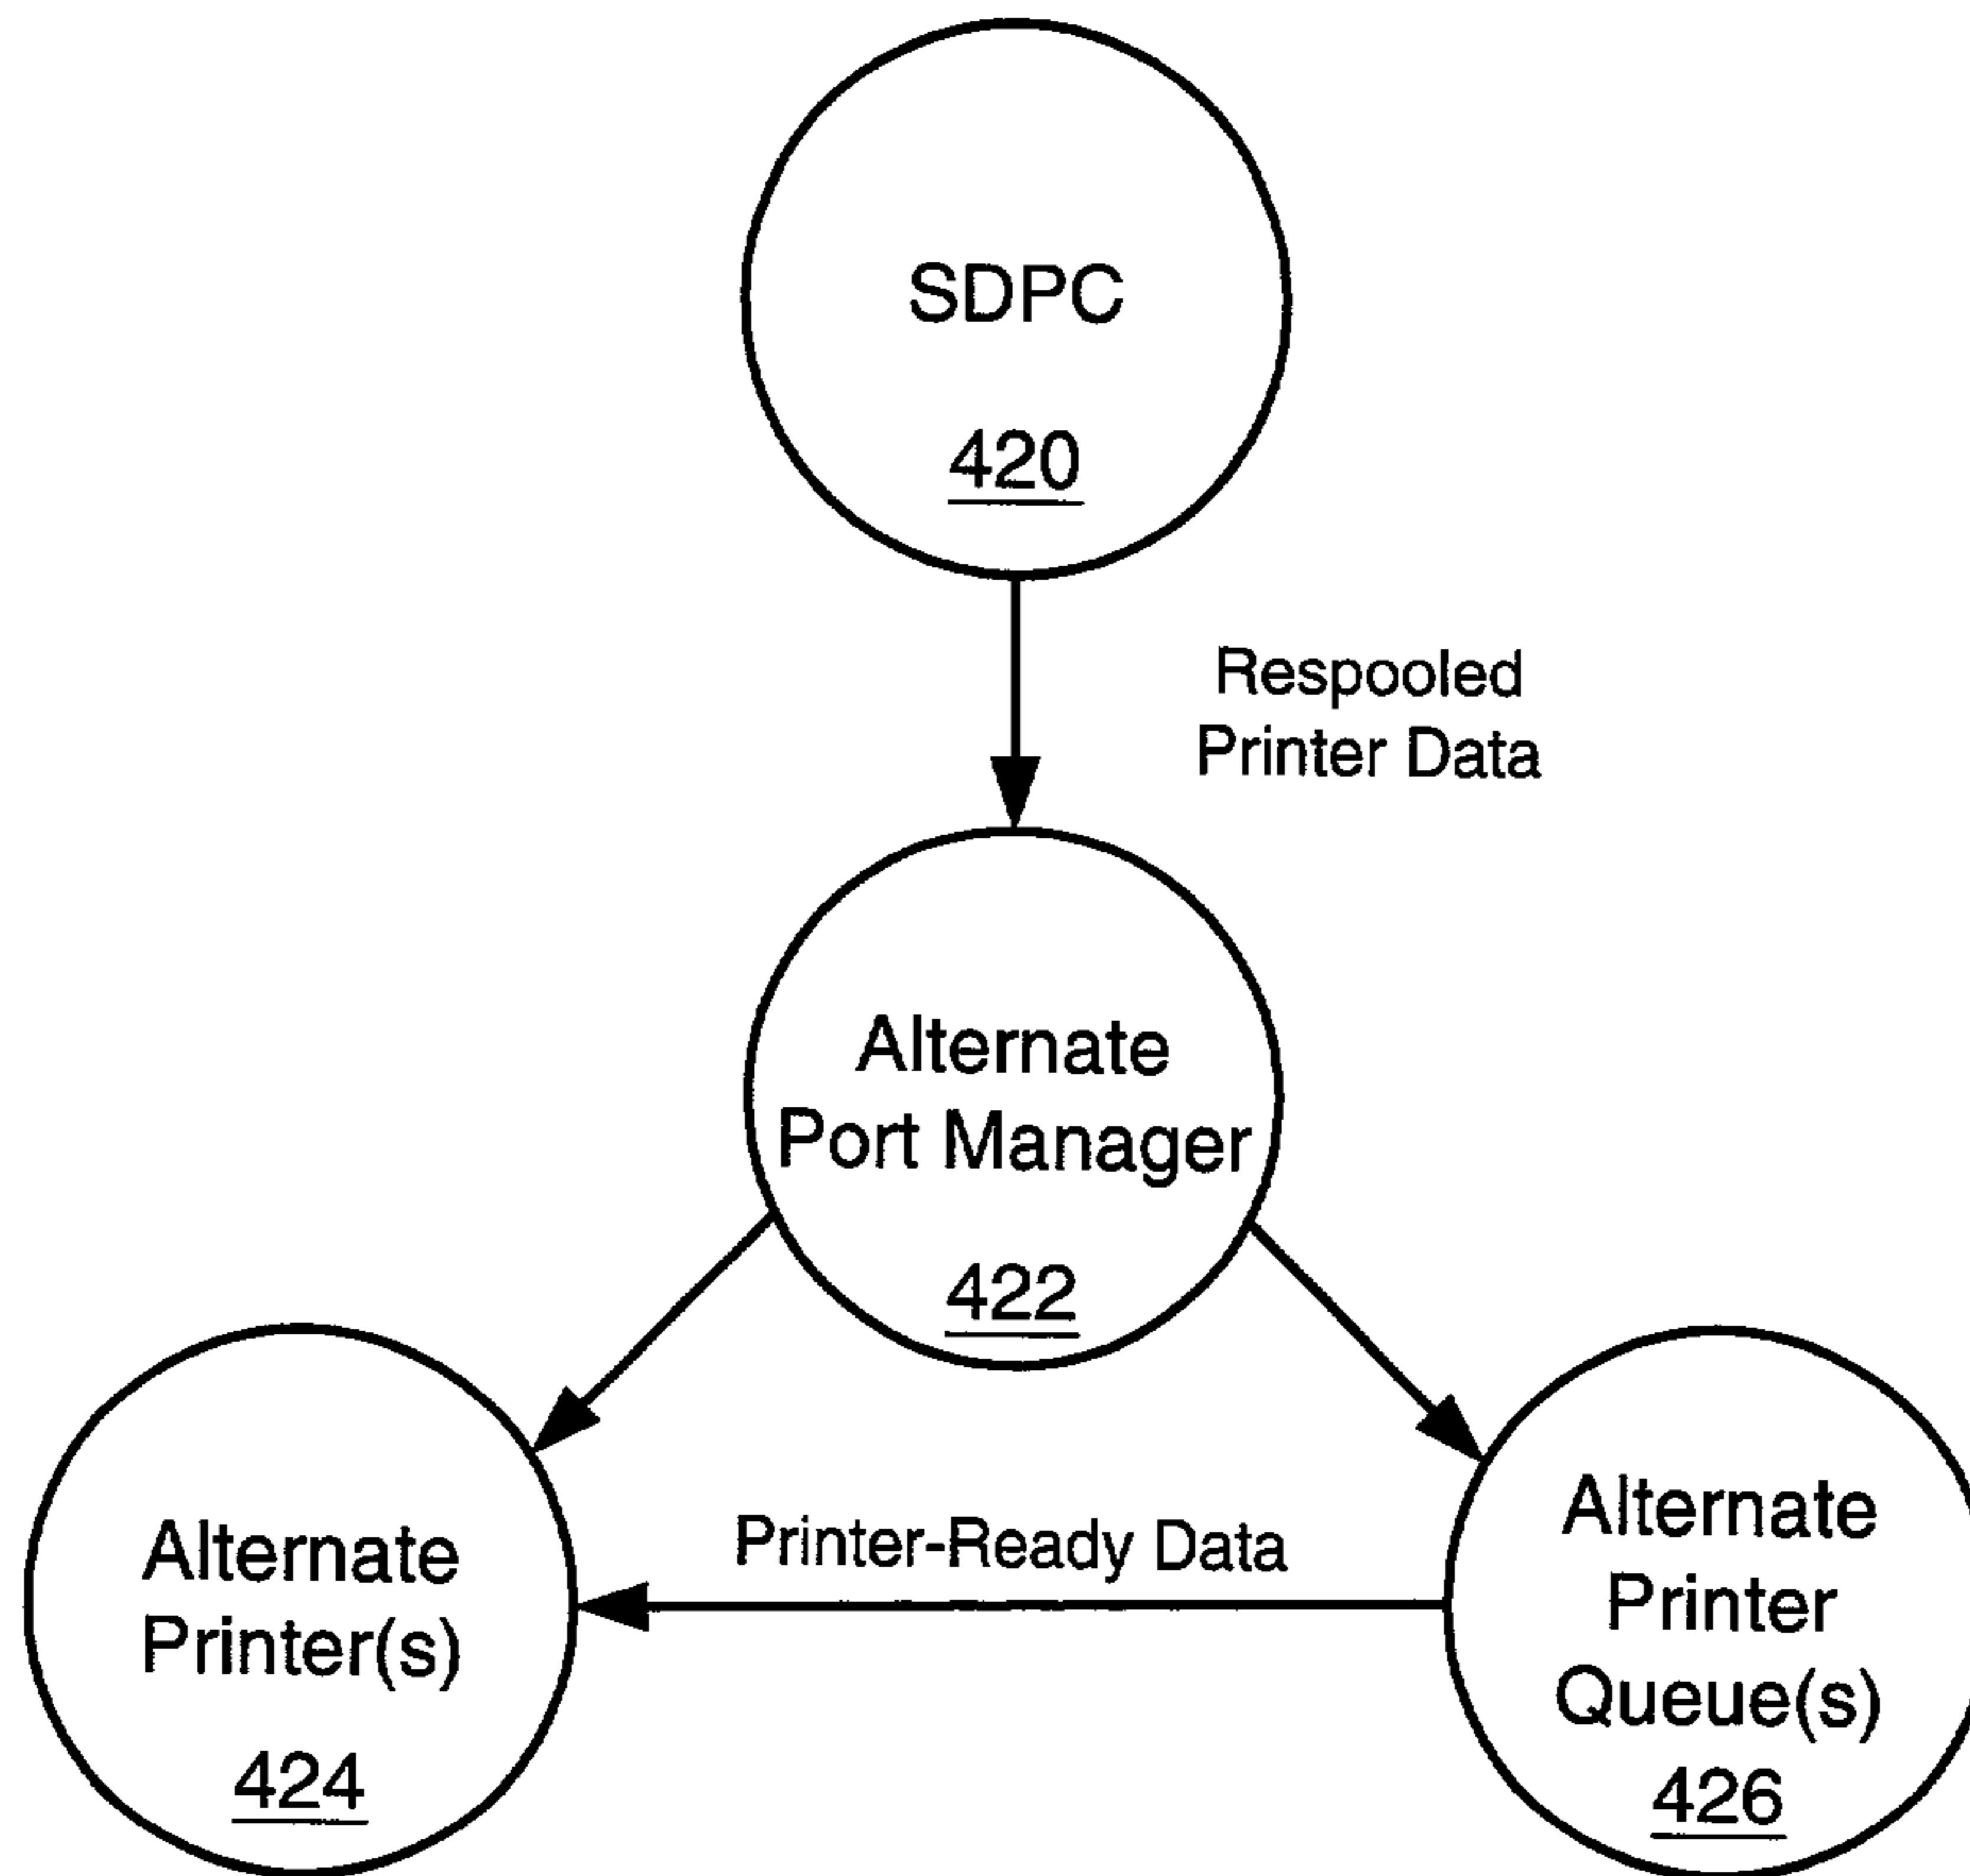 SDPC
420
Respooled
Printer Data
Alternate
Port Manager
422
Alternate
Printer(s)
424
Printer-Ready Data
Alternate
Printer
Queue(s)
426